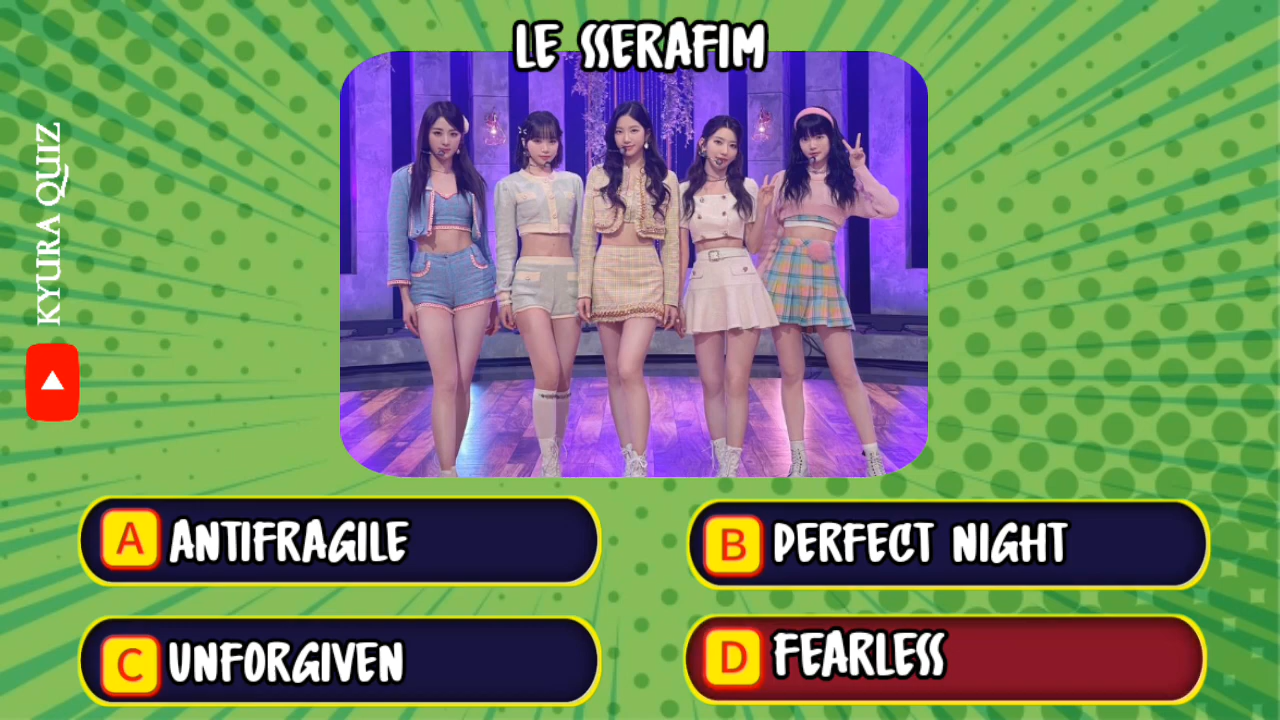 LE SSERAFIM
KYURA QUIZ
A ANTIFRAGILE
B PERFECT NIGHT
C UNFORGIVEN
D FEARLESS